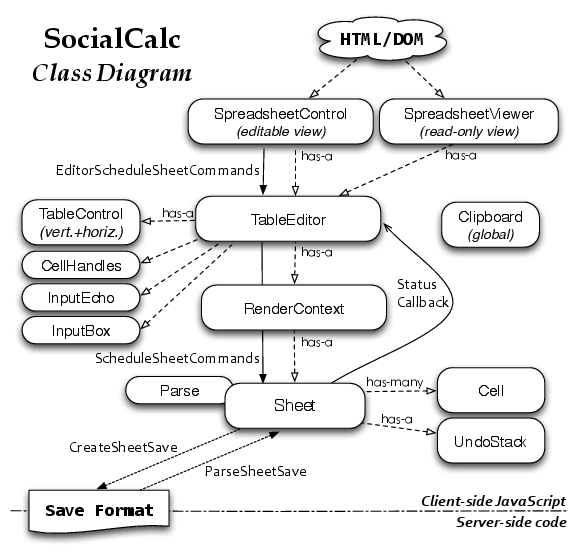 SocialCalc
Class Diagram
HTML/DOM
SpreadsheetControl
(editable view)
SpreadsheetViewer
(read-only view)
has-a
has-a
EditorScheduleSheetCommands
TableControl
(vert.+horiz.)
has-a
TableEditor
Clipboard
(global)
CellHandles
has-a
InputEcho
Status
Callback
RenderContext
InputBox
has-a
ScheduleSheetCommands
Parse
Sheet
has-many
Cell
has-a
UndoStack
CreateSheetSave
ParseSheetSave
Save Format
Client-side JavaScript
Server-side code